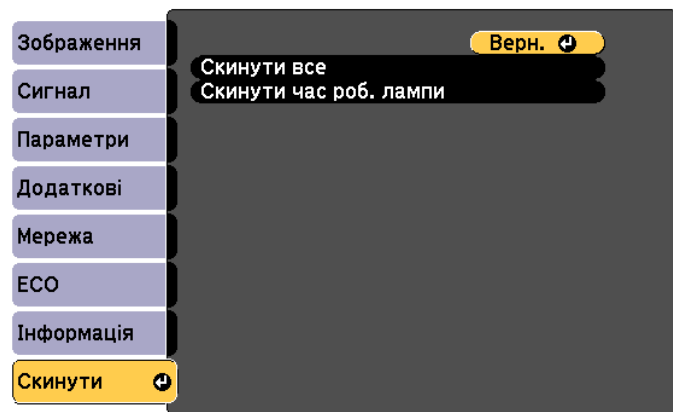 Зображення
Сигнал
Параметри
Додаткові
Мережа
ECO
Інформація
Скинути
Верн.
Скинути все
Скинути час роб. лампи